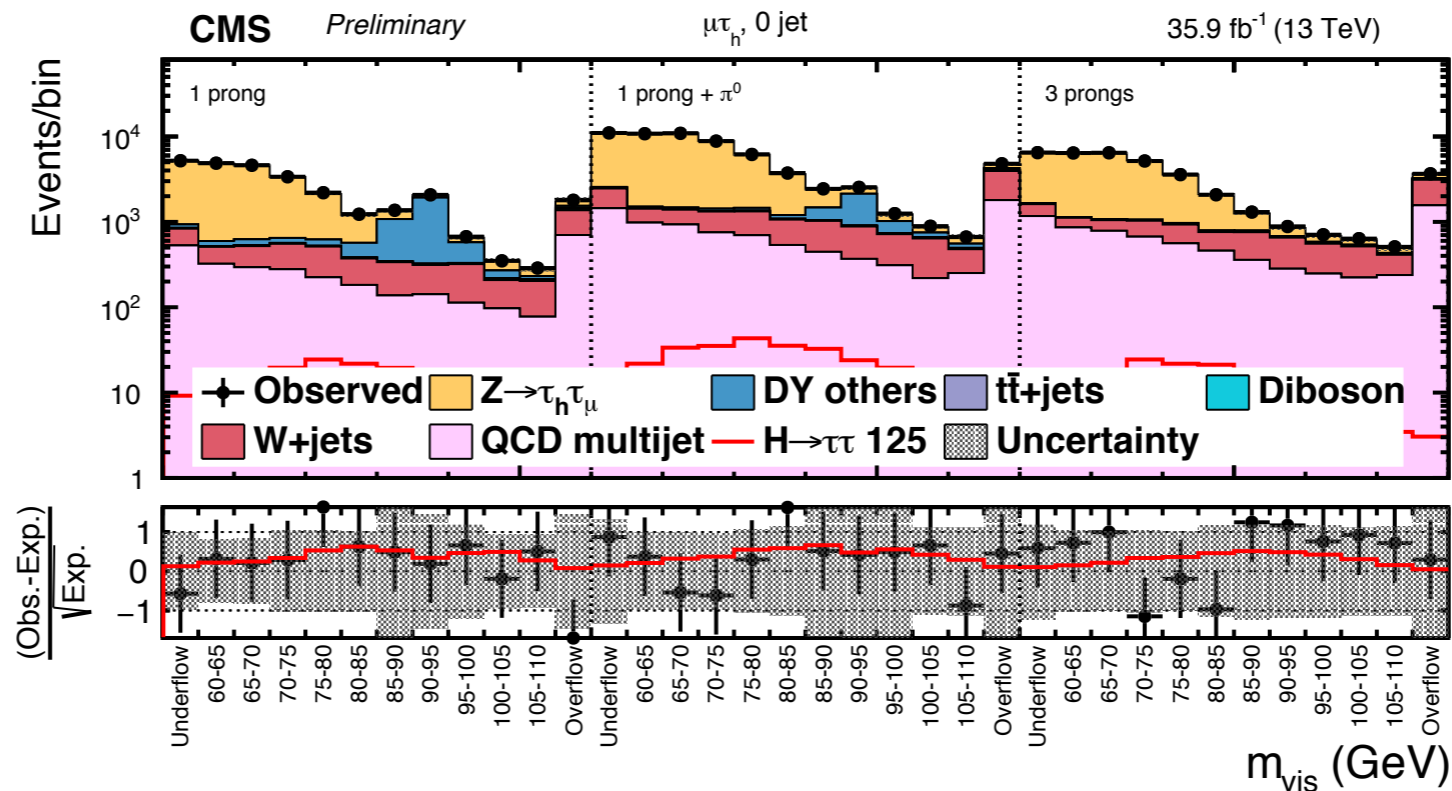 CMS Preliminary μτₕ, 0 jet 35.9 fb⁻¹ (13 TeV)
Events/bin
1 prong 1 prong + π⁰ 3 prongs
10⁴
10³
10²
10
1
Observed Z→τₕτμ DY others tt̄+jets Diboson
W+jets QCD multijet H→ττ 125 Uncertainty
(Obs.-Exp.)
√Exp.
1
0
−1
Underflow 60-65 65-70 70-75 75-80 80-85 85-90 90-95 95-100 100-105 105-110 Overflow Underflow 60-65 65-70 70-75 75-80 80-85 85-90 90-95 95-100 100-105 105-110 Overflow Underflow 60-65 65-70 70-75 75-80 80-85 85-90 90-95 95-100 100-105 105-110 Overflow
m_vis (GeV)